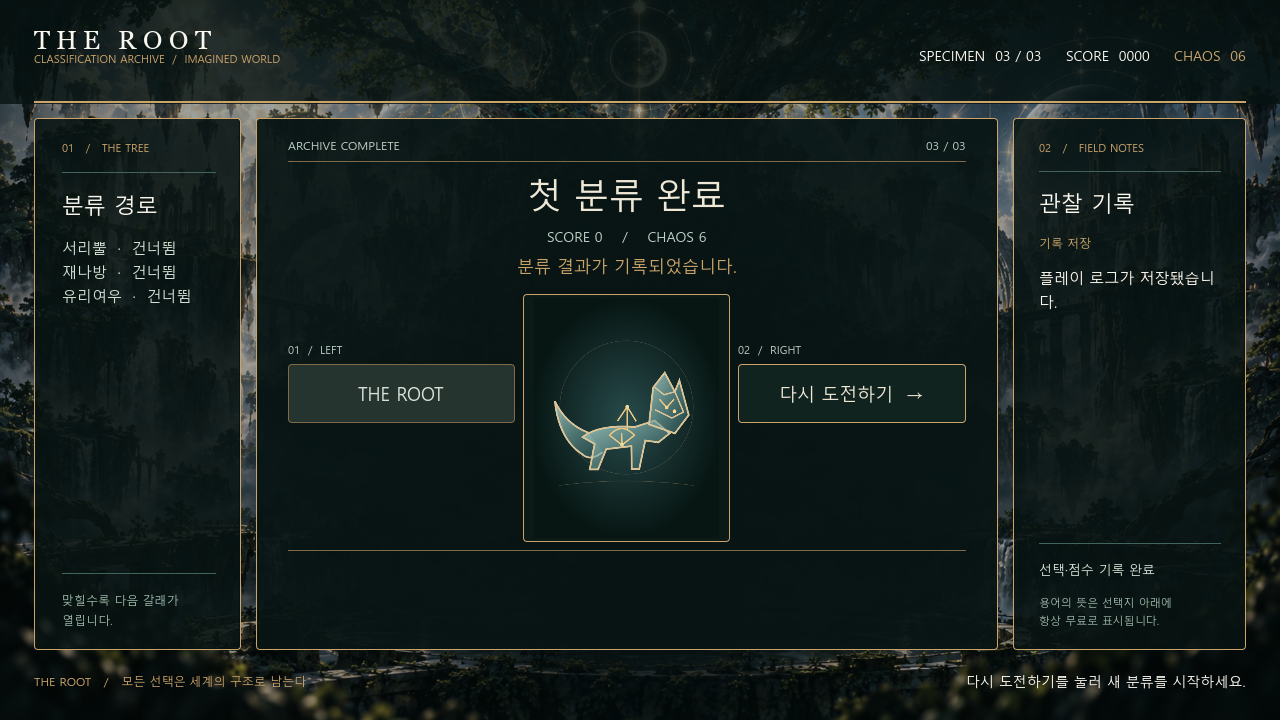 THE ROOT
CLASSIFICATION ARCHIVE / IMAGINED WORLD
SPECIMEN 03 / 03 SCORE 0000 CHAOS 06
01 / THE TREE
분류 경로
서리뿔 · 건너뜀
재나방 · 건너뜀
유리여우 · 건너뜀
맞힐수록 다음 갈래가
열립니다.
ARCHIVE COMPLETE 03 / 03
첫 분류 완료
SCORE 0 / CHAOS 6
분류 결과가 기록되었습니다.
01 / LEFT
THE ROOT
02 / RIGHT
다시 도전하기 →
02 / FIELD NOTES
관찰 기록
기록 저장
플레이 로그가 저장됐습니
다.
선택·점수 기록 완료
용어의 뜻은 선택지 아래에
항상 무료로 표시됩니다.
THE ROOT / 모든 선택은 세계의 구조로 남는다
다시 도전하기를 눌러 새 분류를 시작하세요.